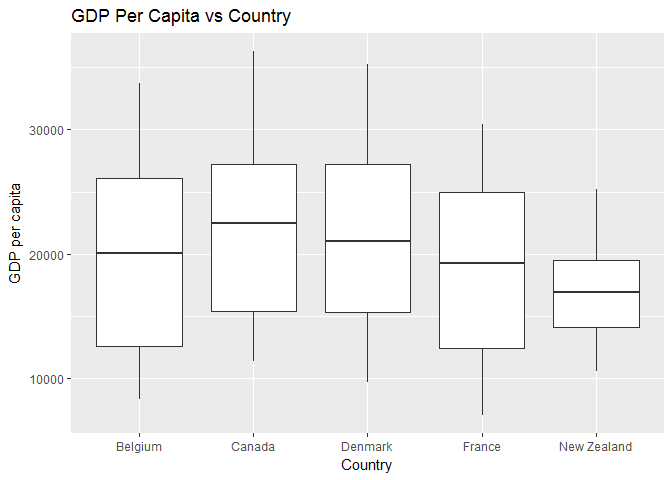 GDP Per Capita vs Country
30000
20000
10000
GDP per capita
Belgium
Canada
Denmark
France
New Zealand
Country